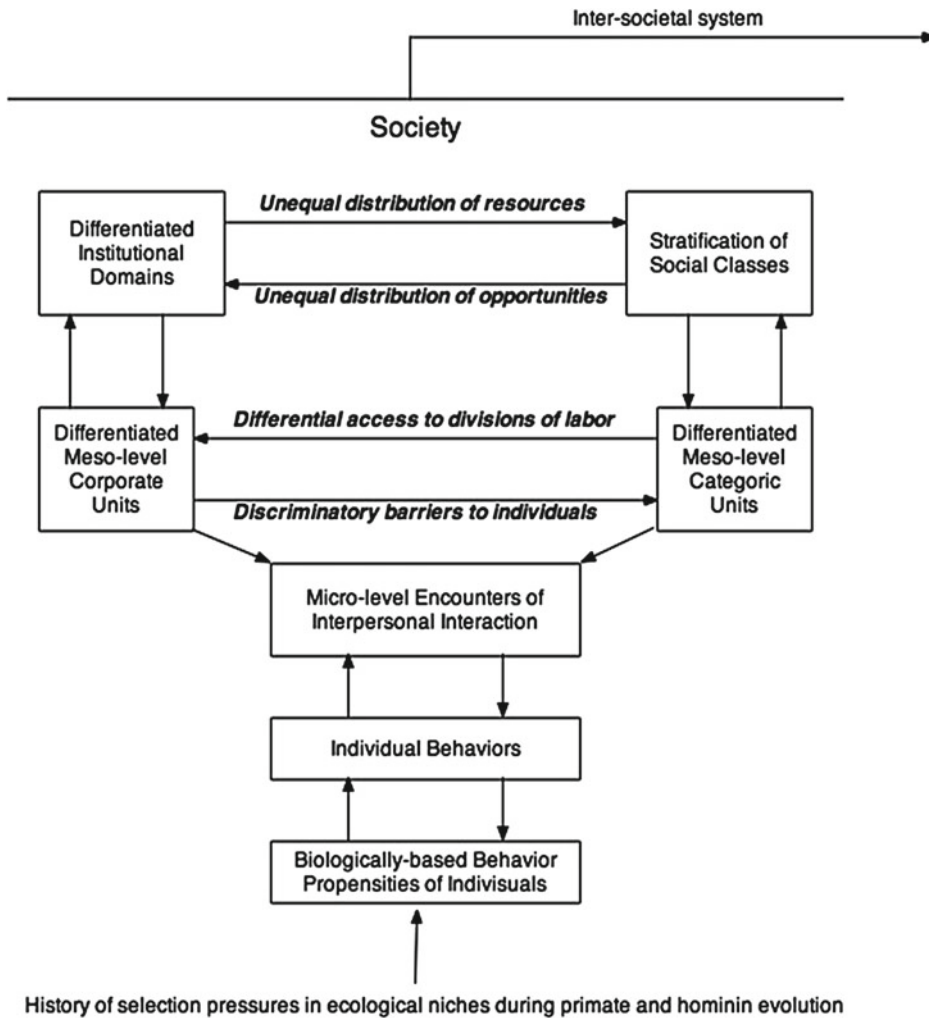 Inter-societal system
Society
Unequal distribution of resources
Differentiated
Institutional
Domains
Stratification of
Social Classes
Unequal distribution of opportunities
Differential access to divisions of labor
Differentiated
Meso-level
Corporate
Units
Differentiated
Meso-level
Categoric
Units
Discriminatory barriers to individuals
Micro-level Encounters of
Interpersonal Interaction
Individual Behaviors
Biologically-based Behavior
Propensities of Indivisuals
History of selection pressures in ecological niches during primate and hominin evolution